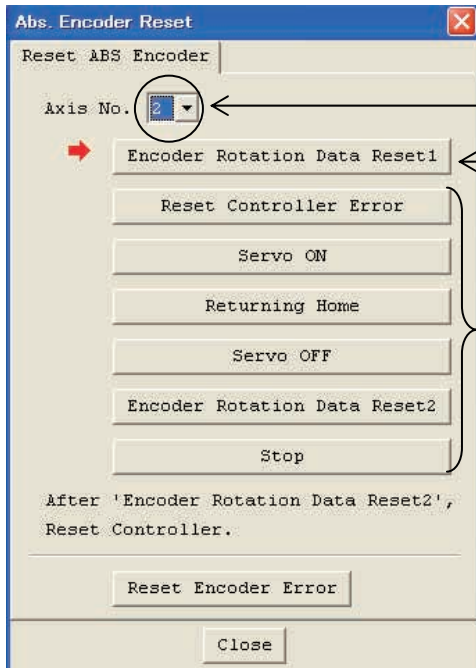 Abs. Encoder Reset
Reset ABS Encoder
Axis No. 2
Encoder Rotation Data Reset1
Reset Controller Error
Servo ON
Returning Home
Servo OFF
Encoder Rotation Data Reset2
Stop
After 'Encoder Rotation Data Reset2',
Reset Controller.
Reset Encoder Error
Close